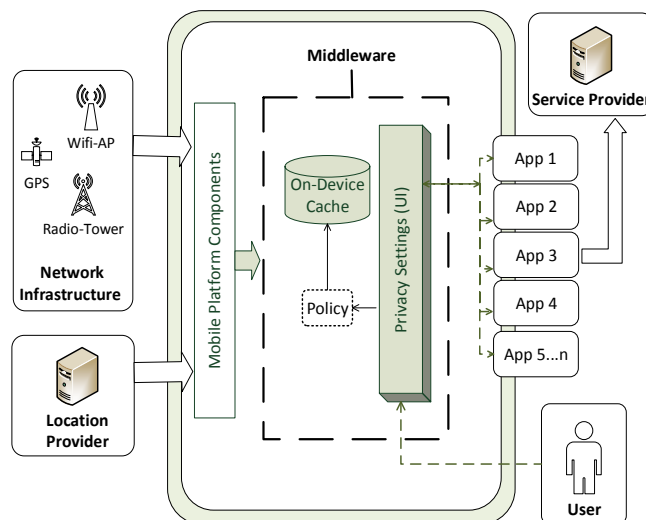 Middleware
Service Provider
Wifi-AP
GPS
Radio-Tower
Network
Infrastructure
Mobile Platform Components
On-Device
Cache
Policy
Privacy Settings (UI)
App 1
App 2
App 3
App 4
App 5...n
Location
Provider
User